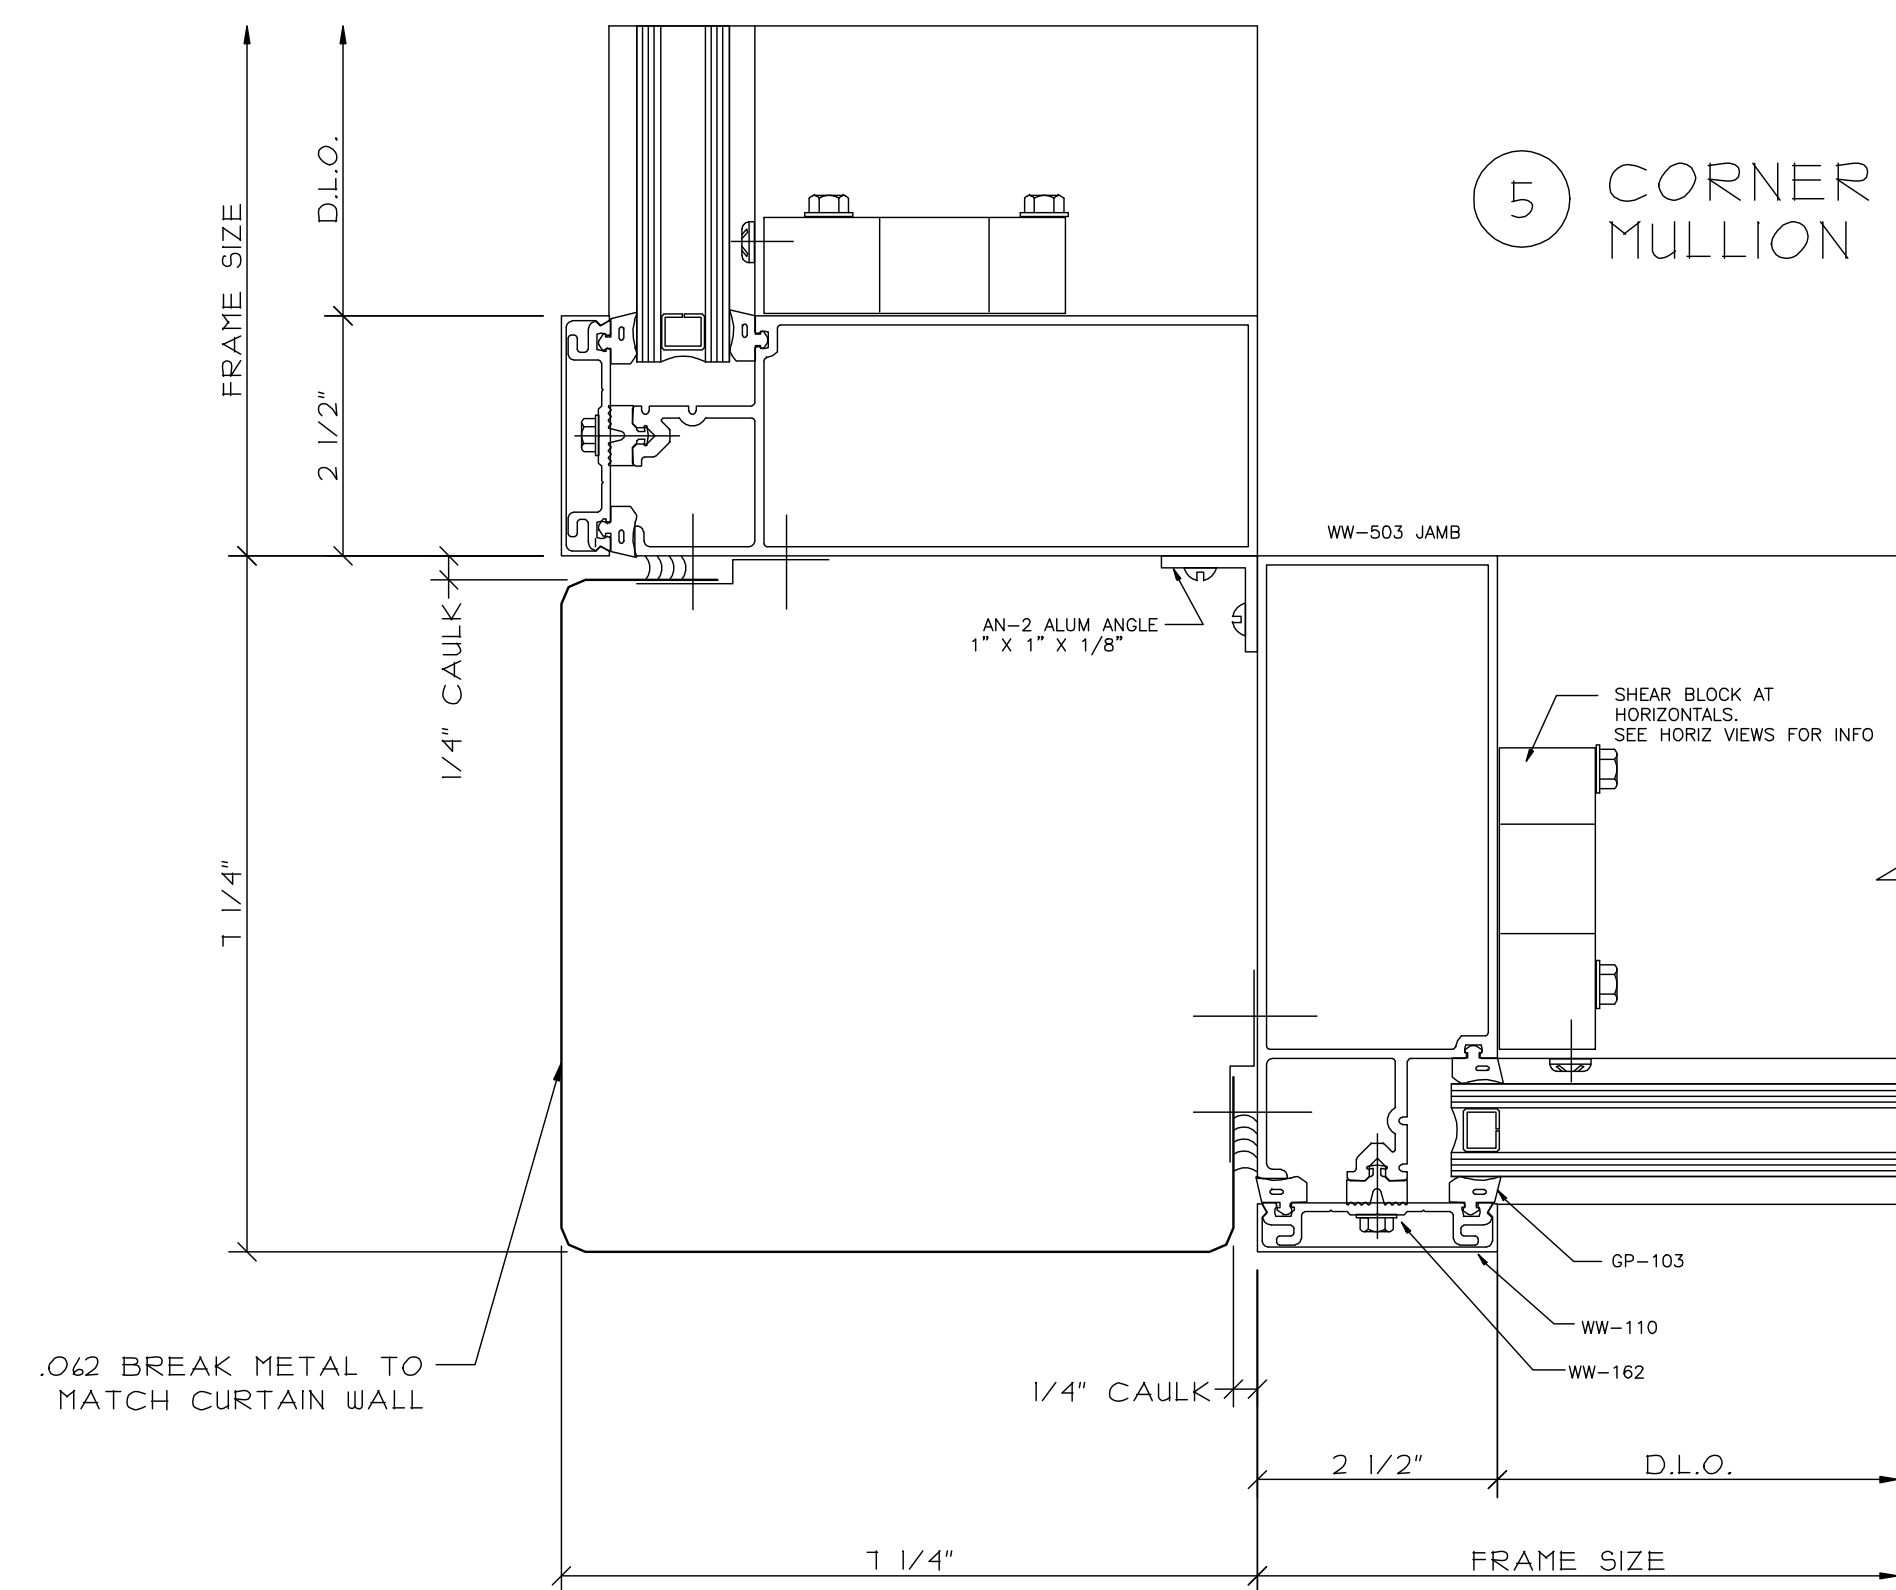 5
CORNER
MULLION
D.L.O.
FRAME SIZE
2 1/2"
WW-503 JAMB
AN-2 ALUM ANGLE
1" X 1" X 1/8"
1/4" CAULK
SHEAR BLOCK AT
HORIZONTALS.
SEE HORIZ VIEWS FOR INFO
7 1/4"
GP-103
WW-110
WW-162
.062 BREAK METAL TO
MATCH CURTAIN WALL
1/4" CAULK
2 1/2"
D.L.O.
7 1/4"
FRAME SIZE